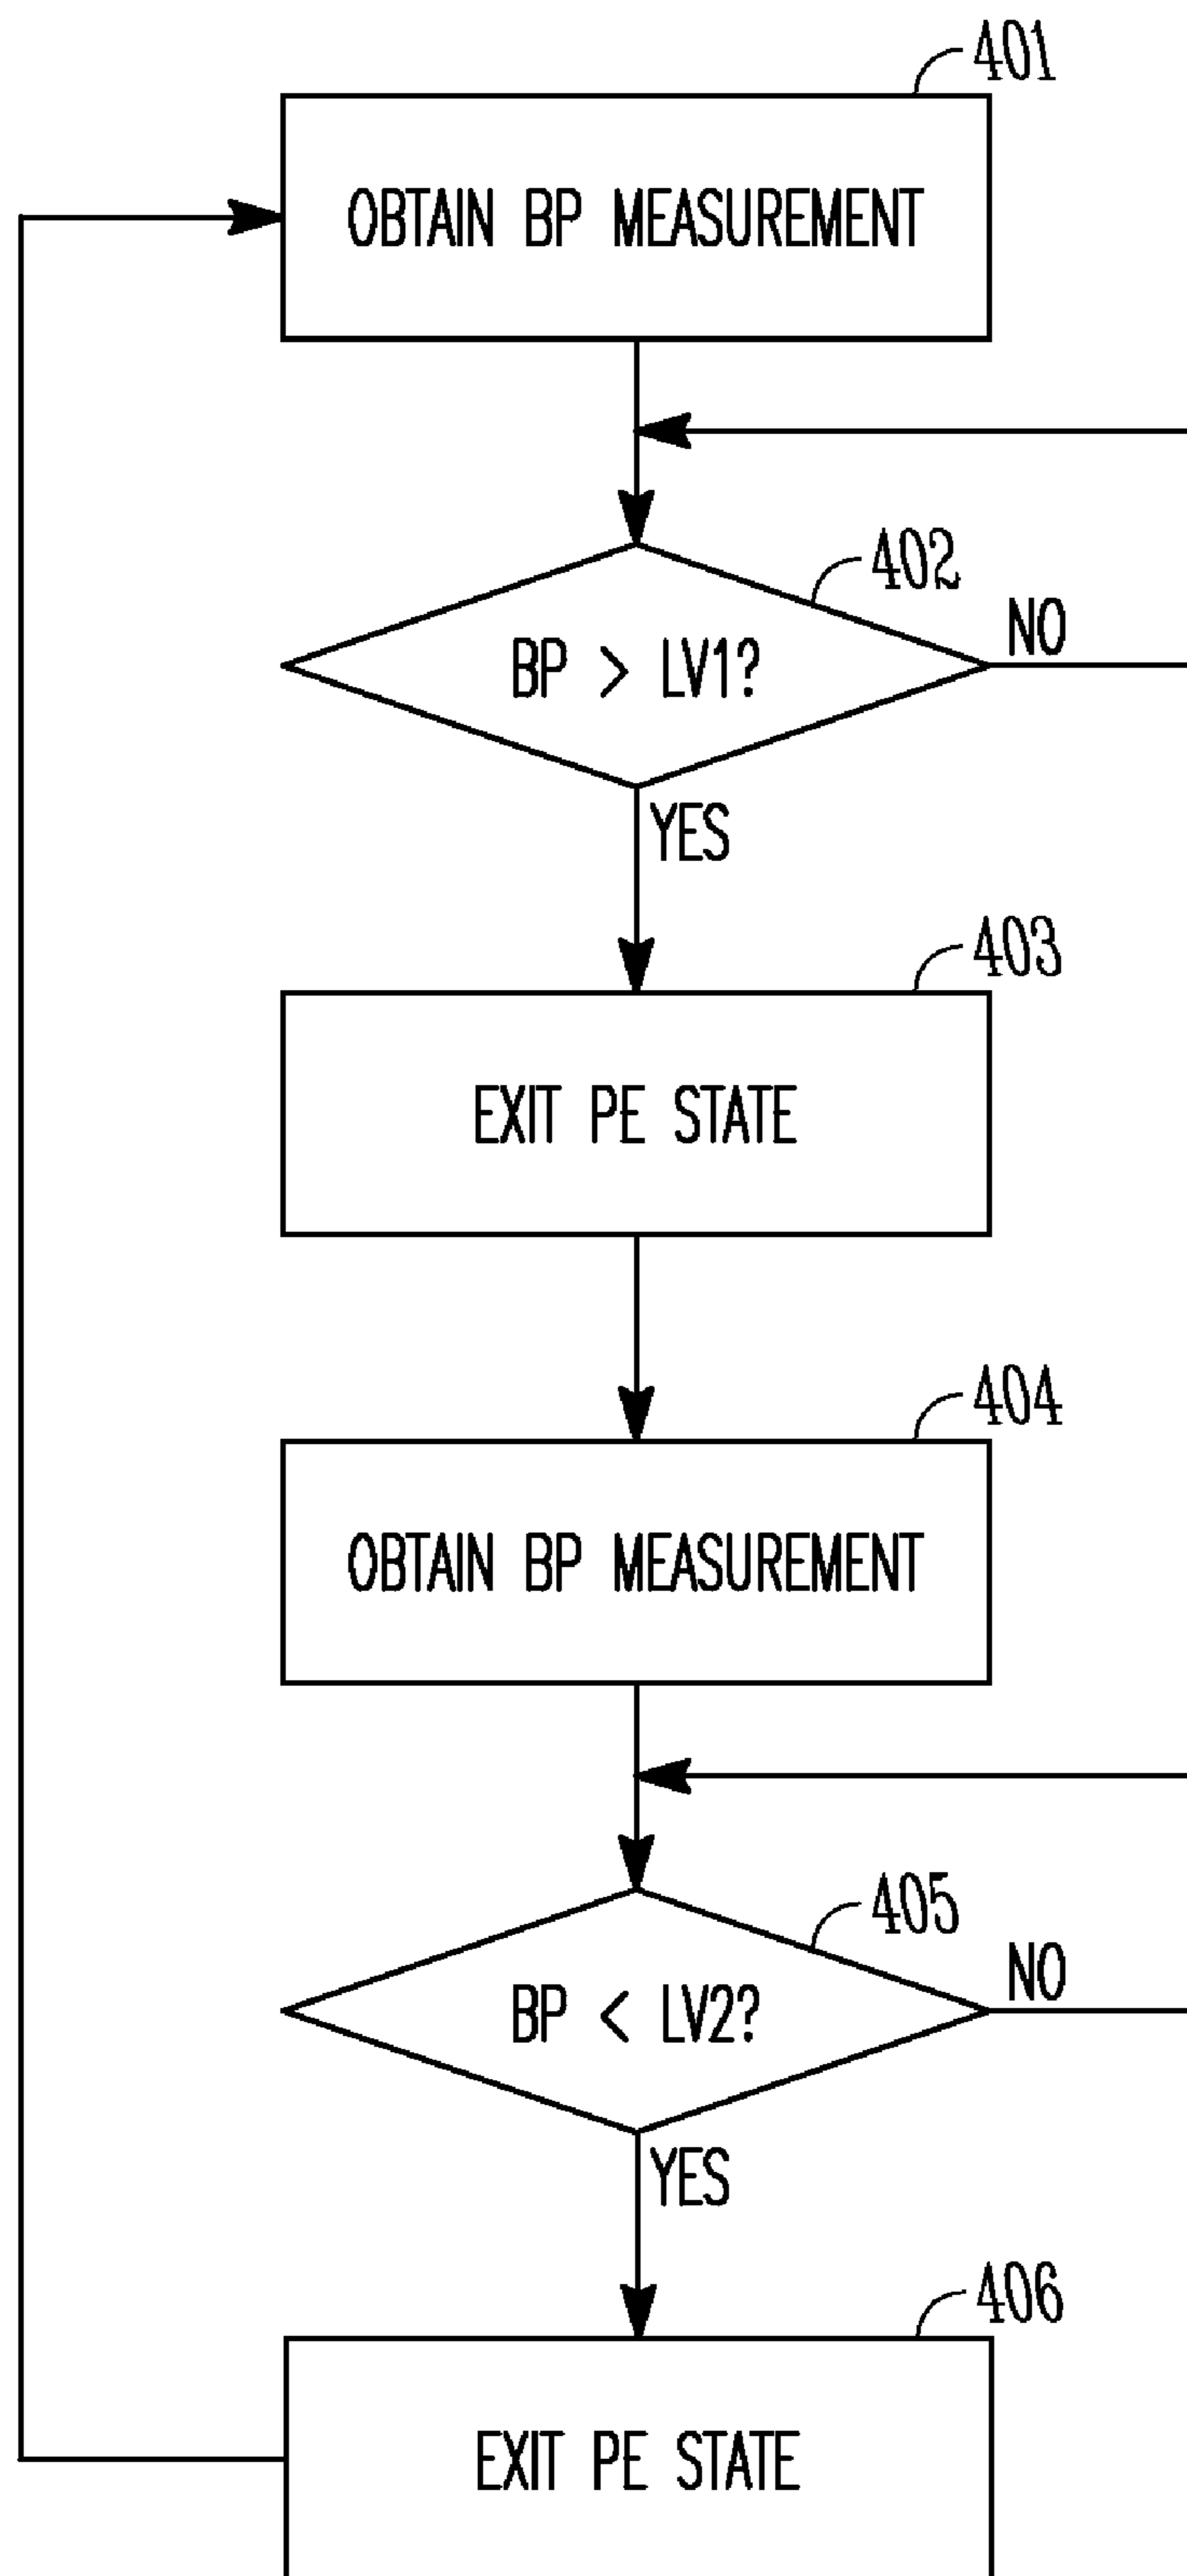 401
OBTAIN BP MEASUREMENT
402
BP > LV1?
NO
YES
403
EXIT PE STATE
404
OBTAIN BP MEASUREMENT
405
BP < LV2?
NO
YES
406
EXIT PE STATE